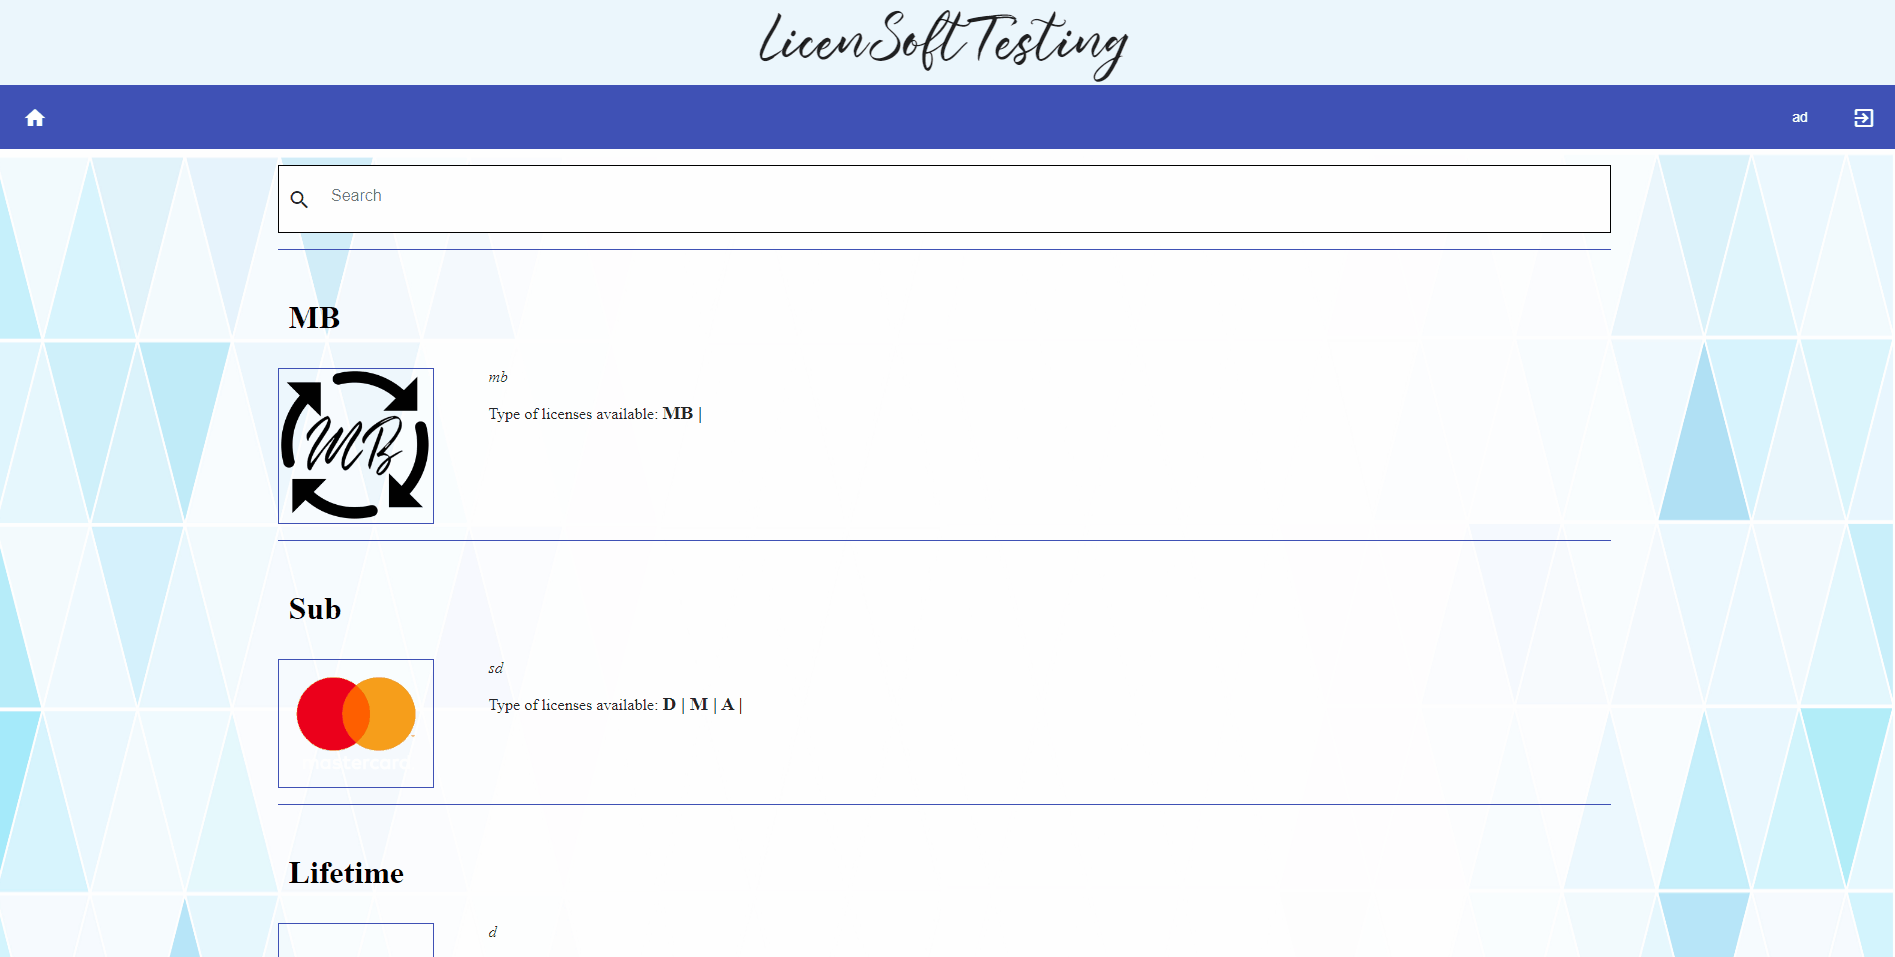 LicenSoftTesting
ad
Search
MB
MB
mb
Type of licenses available: MB |
Sub
mastercard
sd
Type of licenses available: D | M | A |
Lifetime
d